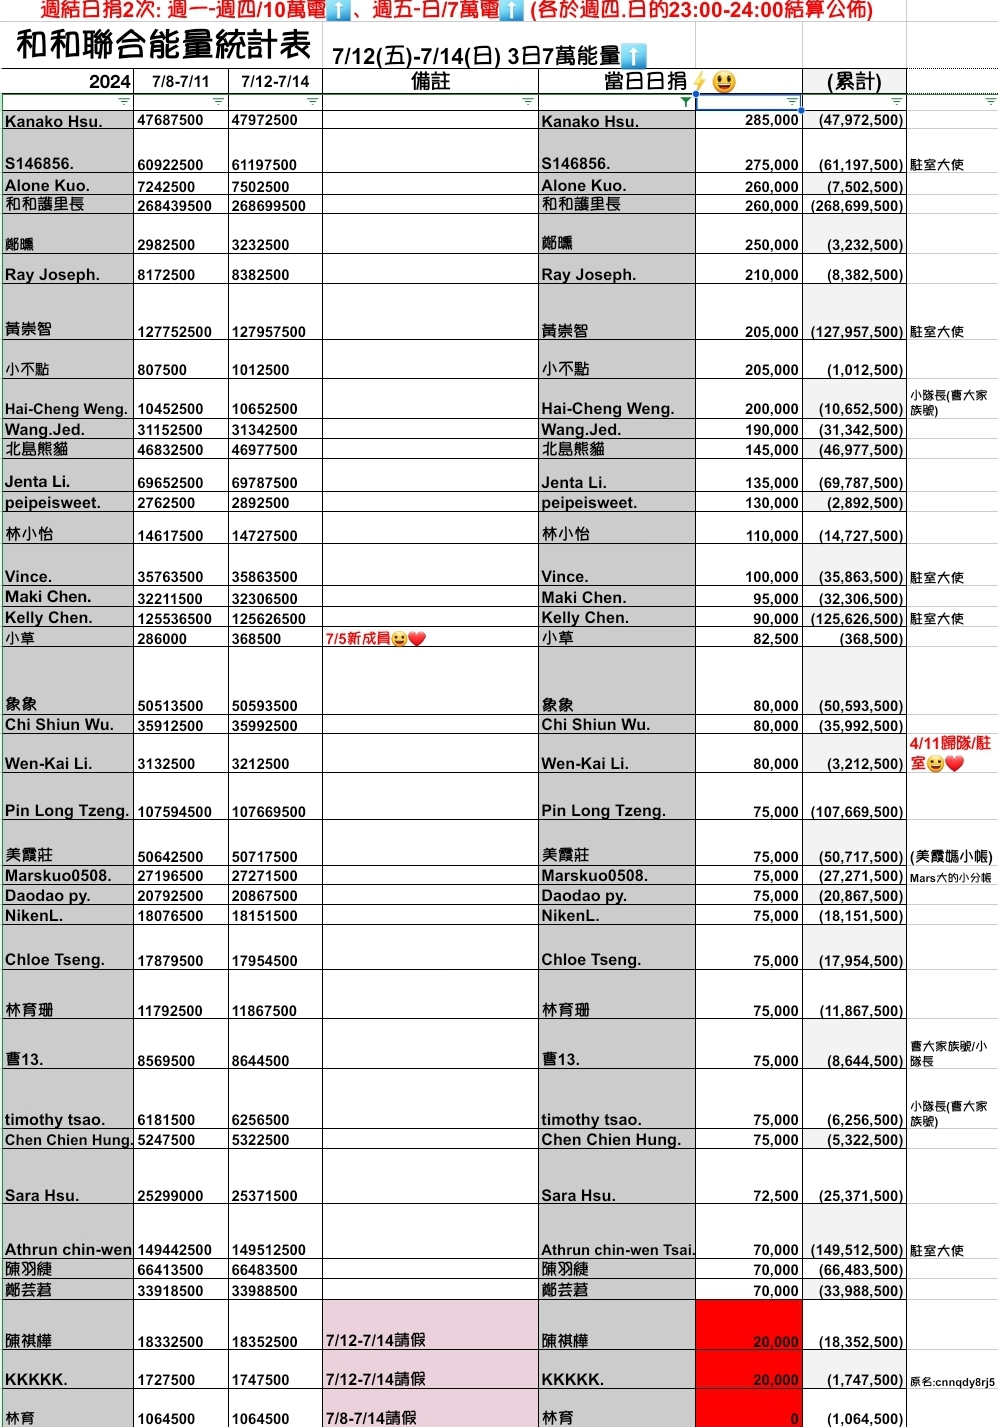 週結日捐2次: 週一-週四/10萬電⬆️、週五-日/7萬電⬆️ (各於週四.日的23:00-24:00結算公佈)
和和聯合能量統計表 7/12(五)-7/14(日) 3日7萬能量⬆️
2024 7/8-7/11 7/12-7/14 備註 當日日捐⚡😃 (累計)
Kanako Hsu. 47687500 47972500 Kanako Hsu. 285,000 (47,972,500)
S146856. 60922500 61197500 S146856. 275,000 (61,197,500) 駐室大使
Alone Kuo. 7242500 7502500 Alone Kuo. 260,000 (7,502,500)
和和護里長 268439500 268699500 和和護里長 260,000 (268,699,500)
鄭曛 2982500 3232500 鄭曛 250,000 (3,232,500)
Ray Joseph. 8172500 8382500 Ray Joseph. 210,000 (8,382,500)
黃崇智 127752500 127957500 黃崇智 205,000 (127,957,500) 駐室大使
小不點 807500 1012500 小不點 205,000 (1,012,500)
Hai-Cheng Weng. 10452500 10652500 Hai-Cheng Weng. 200,000 (10,652,500) 小隊長(曹大家
族號)
Wang.Jed. 31152500 31342500 Wang.Jed. 190,000 (31,342,500)
北島熊貓 46832500 46977500 北島熊貓 145,000 (46,977,500)
Jenta Li. 69652500 69787500 Jenta Li. 135,000 (69,787,500)
peipeisweet. 2762500 2892500 peipeisweet. 130,000 (2,892,500)
林小怡 14617500 14727500 林小怡 110,000 (14,727,500)
Vince. 35763500 35863500 Vince. 100,000 (35,863,500) 駐室大使
Maki Chen. 32211500 32306500 Maki Chen. 95,000 (32,306,500)
Kelly Chen. 125536500 125626500 Kelly Chen. 90,000 (125,626,500) 駐室大使
小草 286000 368500 7/5新成員😃❤️ 小草 82,500 (368,500)
象象 50513500 50593500 象象 80,000 (50,593,500)
Chi Shiun Wu. 35912500 35992500 Chi Shiun Wu. 80,000 (35,992,500)
Wen-Kai Li. 3132500 3212500 Wen-Kai Li. 80,000 (3,212,500) 4/11歸隊/駐
室😃❤️
Pin Long Tzeng. 107594500 107669500 Pin Long Tzeng. 75,000 (107,669,500)
美霞莊 50642500 50717500 美霞莊 75,000 (50,717,500) (美霞媽小帳)
Marskuo0508. 27196500 27271500 Marskuo0508. 75,000 (27,271,500) Mars大的小分帳
Daodao py. 20792500 20867500 Daodao py. 75,000 (20,867,500)
NikenL. 18076500 18151500 NikenL. 75,000 (18,151,500)
Chloe Tseng. 17879500 17954500 Chloe Tseng. 75,000 (17,954,500)
林育珊 11792500 11867500 林育珊 75,000 (11,867,500)
曹13. 8569500 8644500 曹13. 75,000 (8,644,500) 曹大家族號/小
隊長
timothy tsao. 6181500 6256500 timothy tsao. 75,000 (6,256,500) 小隊長(曹大家
族號)
Chen Chien Hung. 5247500 5322500 Chen Chien Hung. 75,000 (5,322,500)
Sara Hsu. 25299000 25371500 Sara Hsu. 72,500 (25,371,500)
Athrun chin-wen 149442500 149512500 Athrun chin-wen Tsai. 70,000 (149,512,500) 駐室大使
陳羽緁 66413500 66483500 陳羽緁 70,000 (66,483,500)
鄭芸莙 33918500 33988500 鄭芸莙 70,000 (33,988,500)
陳祺樺 18332500 18352500 7/12-7/14請假 陳祺樺 20,000 (18,352,500)
KKKKK. 1727500 1747500 7/12-7/14請假 KKKKK. 20,000 (1,747,500) 原名:cnnqdy8rj5
林育 1064500 1064500 7/8-7/14請假 林育 0 (1,064,500)